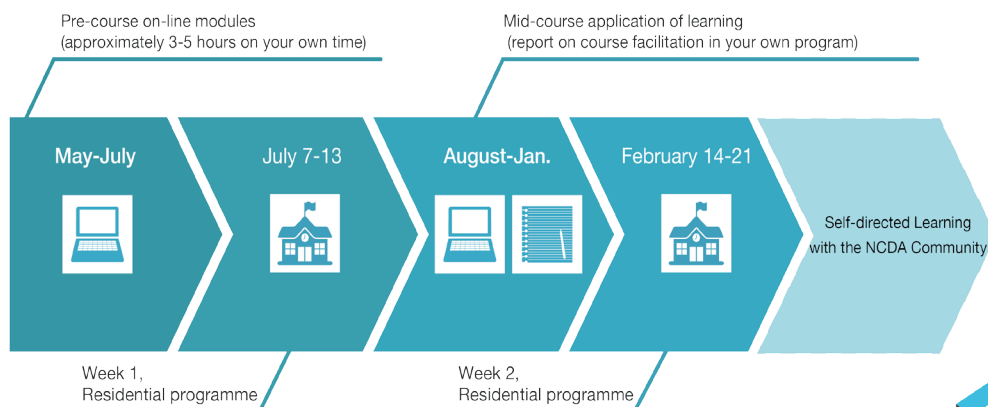 Pre-course on-line modules
(approximately 3-5 hours on your own time)
Mid-course application of learning
(report on course facilitation in your own program)
May-July
July 7-13
August-Jan.
February 14-21
Self-directed Learning
with the NCDA Community
Week 1,
Residential programme
Week 2,
Residential programme